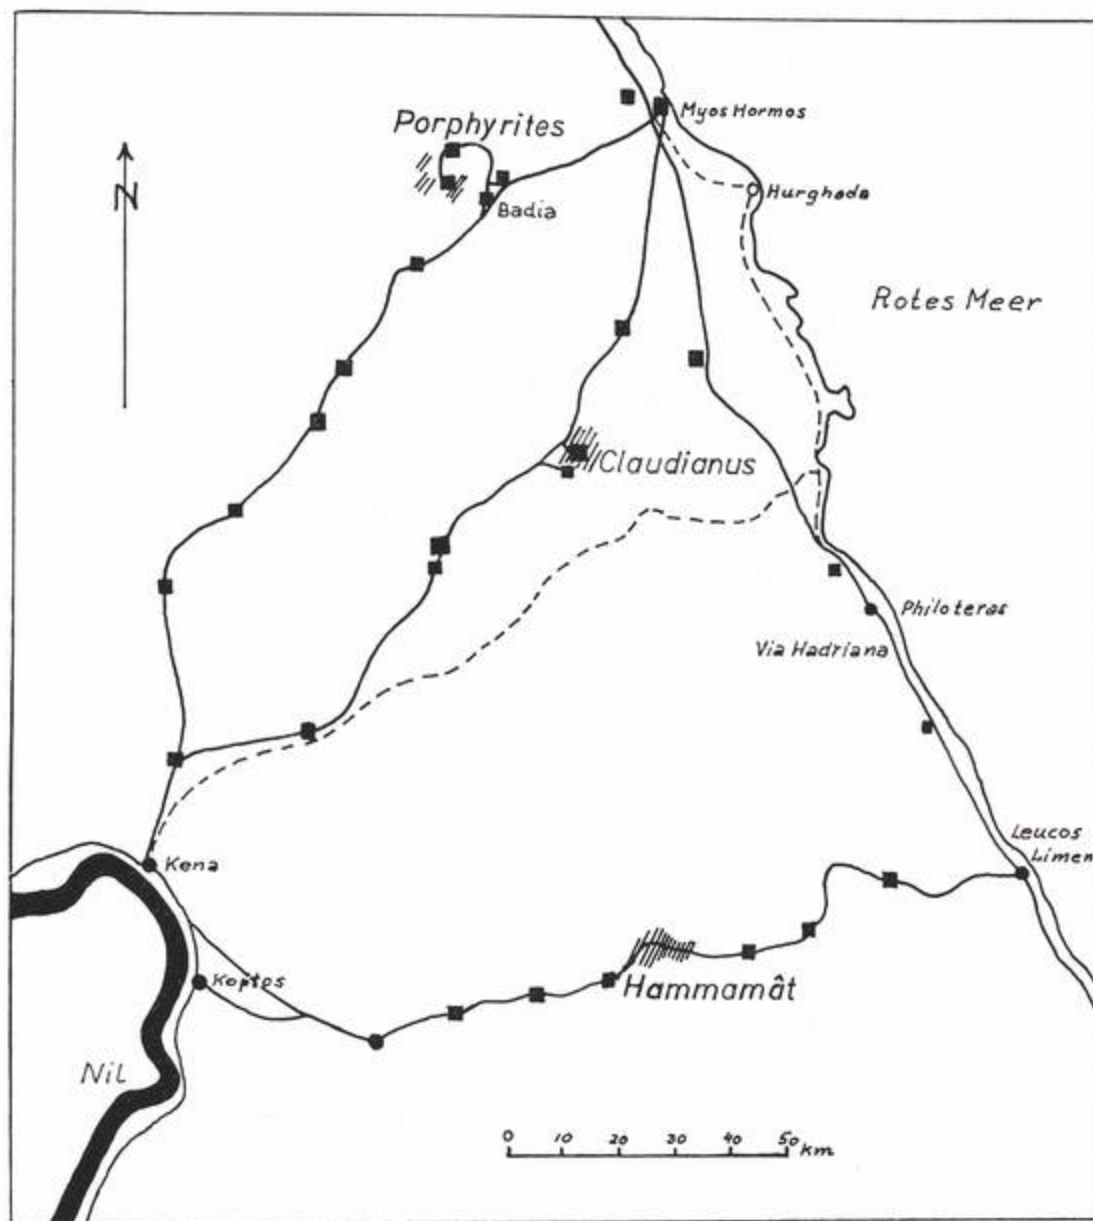 Myos Hormos
Porphyrites
N
Hurghada
Badia
Rotes Meer
Claudianus
Philoteras
Via Hadriana
Leucos
Limen
Kena
Koptos
Hammamât
Nil
0 10 20 30 40 50 km